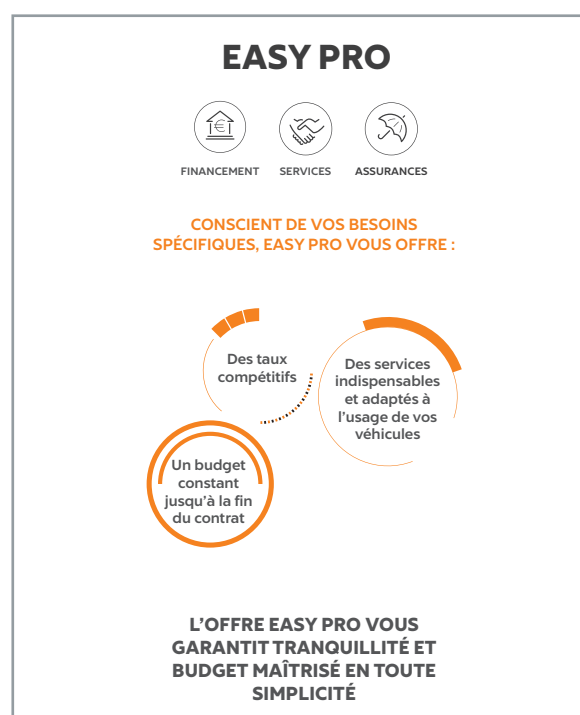 EASY PRO
FINANCEMENT
SERVICES
ASSURANCES
CONSCIENT DE VOS BESOINS
SPÉCIFIQUES, EASY PRO VOUS OFFRE :
Des taux
compétitifs
Des services
indispensables
et adaptés à
l'usage de vos
véhicules
Un budget
constant
jusqu'à la fin
du contrat
L'OFFRE EASY PRO VOUS
GARANTIT TRANQUILLITÉ ET
BUDGET MAÎTRISÉ EN TOUTE
SIMPLICITÉ